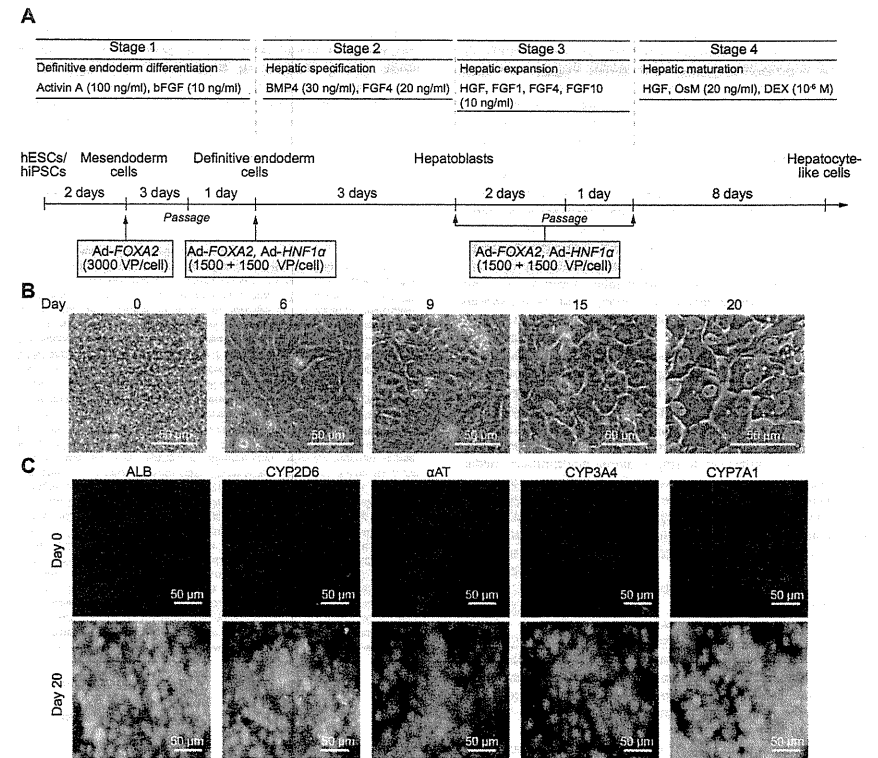 A
Stage 1 Stage 2 Stage 3 Stage 4
Definitive endoderm differentiation Hepatic specification Hepatic expansion Hepatic maturation
Activin A (100 ng/ml), bFGF (10 ng/ml) BMP4 (30 ng/ml), FGF4 (20 ng/ml) HGF, FGF1, FGF4, FGF10 HGF, OsM (20 ng/ml), DEX (10⁻⁶ M)
(10 ng/ml)
hESCs/ Mesendoderm Definitive endoderm Hepatoblasts Hepatocyte-
hiPSCs cells cells like cells
2 days 3 days 1 day 3 days 2 days 1 day 8 days
Passage Passage
Ad-FOXA2 Ad-FOXA2, Ad-HNF1α Ad-FOXA2, Ad-HNF1α
(3000 VP/cell) (1500 + 1500 VP/cell) (1500 + 1500 VP/cell)
B
Day 0 6 9 15 20
50 µm 50 µm 50 µm 50 µm 50 µm
C
ALB CYP2D6 αAT CYP3A4 CYP7A1
Day 0
50 µm 50 µm 50 µm 50 µm 50 µm
Day 20
50 µm 50 µm 50 µm 50 µm 50 µm